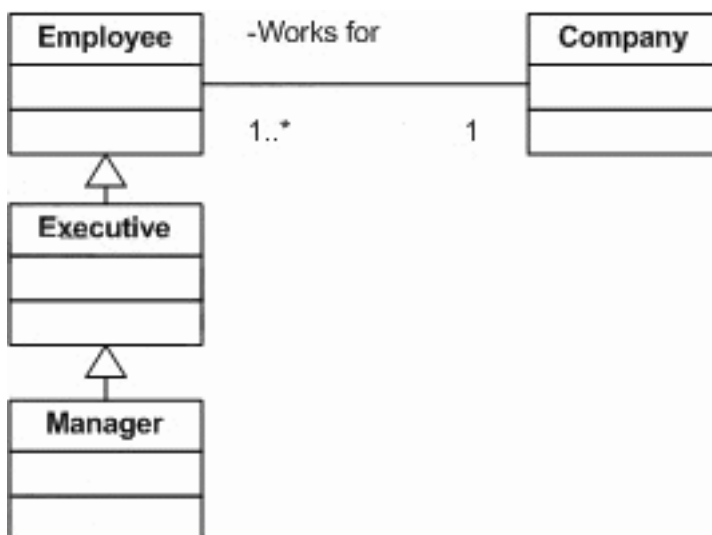 Employee
-Works for
Company
1..*
1
Executive
Manager